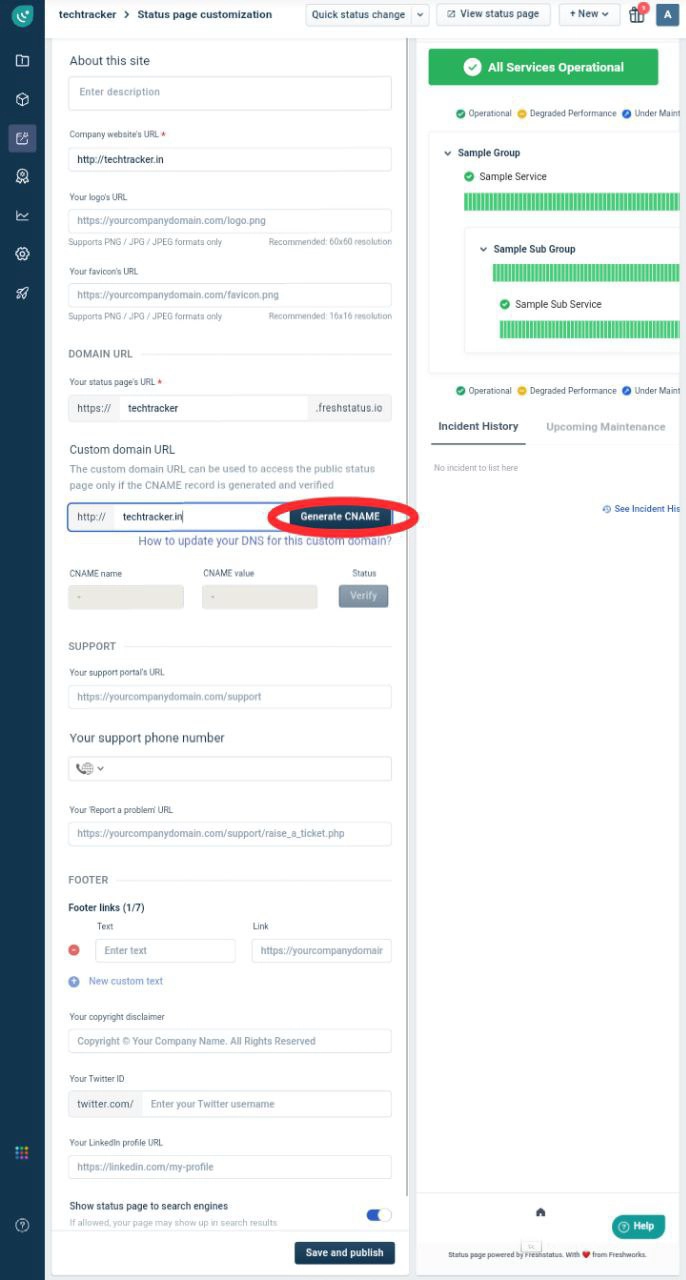 techtracker > Status page customization
Quick status change
View status page
+ New
A
About this site
Enter description
Company website's URL *
http://techtracker.in
Your logo's URL
https://yourcompanydomain.com/logo.png
Supports PNG / JPG / JPEG formats only Recommended: 60x60 resolution
Your favicon's URL
https://yourcompanydomain.com/favicon.png
Supports PNG / JPG / JPEG formats only Recommended: 16x16 resolution
DOMAIN URL
Your status page's URL *
https:// techtracker .freshstatus.io
Custom domain URL
The custom domain URL can be used to access the public status
page only if the CNAME record is generated and verified
http:// techtracker.in Generate CNAME
How to update your DNS for this custom domain?
CNAME name CNAME value Status
- - Verify
SUPPORT
Your support portal's URL
https://yourcompanydomain.com/support
Your support phone number
Your 'Report a problem' URL
https://yourcompanydomain.com/support/raise_a_ticket.php
FOOTER
Footer links (1/7)
Text Link
Enter text https://yourcompanydomair
New custom text
Your copyright disclaimer
Copyright © Your Company Name. All Rights Reserved
Your Twitter ID
twitter.com/ Enter your Twitter username
Your LinkedIn profile URL
https://linkedin.com/my-profile
Show status page to search engines
If allowed, your page may show up in search results
Save and publish
All Services Operational
Operational Degraded Performance Under Maint
Sample Group
Sample Service
Sample Sub Group
Sample Sub Service
Operational Degraded Performance Under Maint
Incident History Upcoming Maintenance
No incident to list here
See Incident His
Help
Status page powered by Freshstatus. With ❤ from Freshworks.